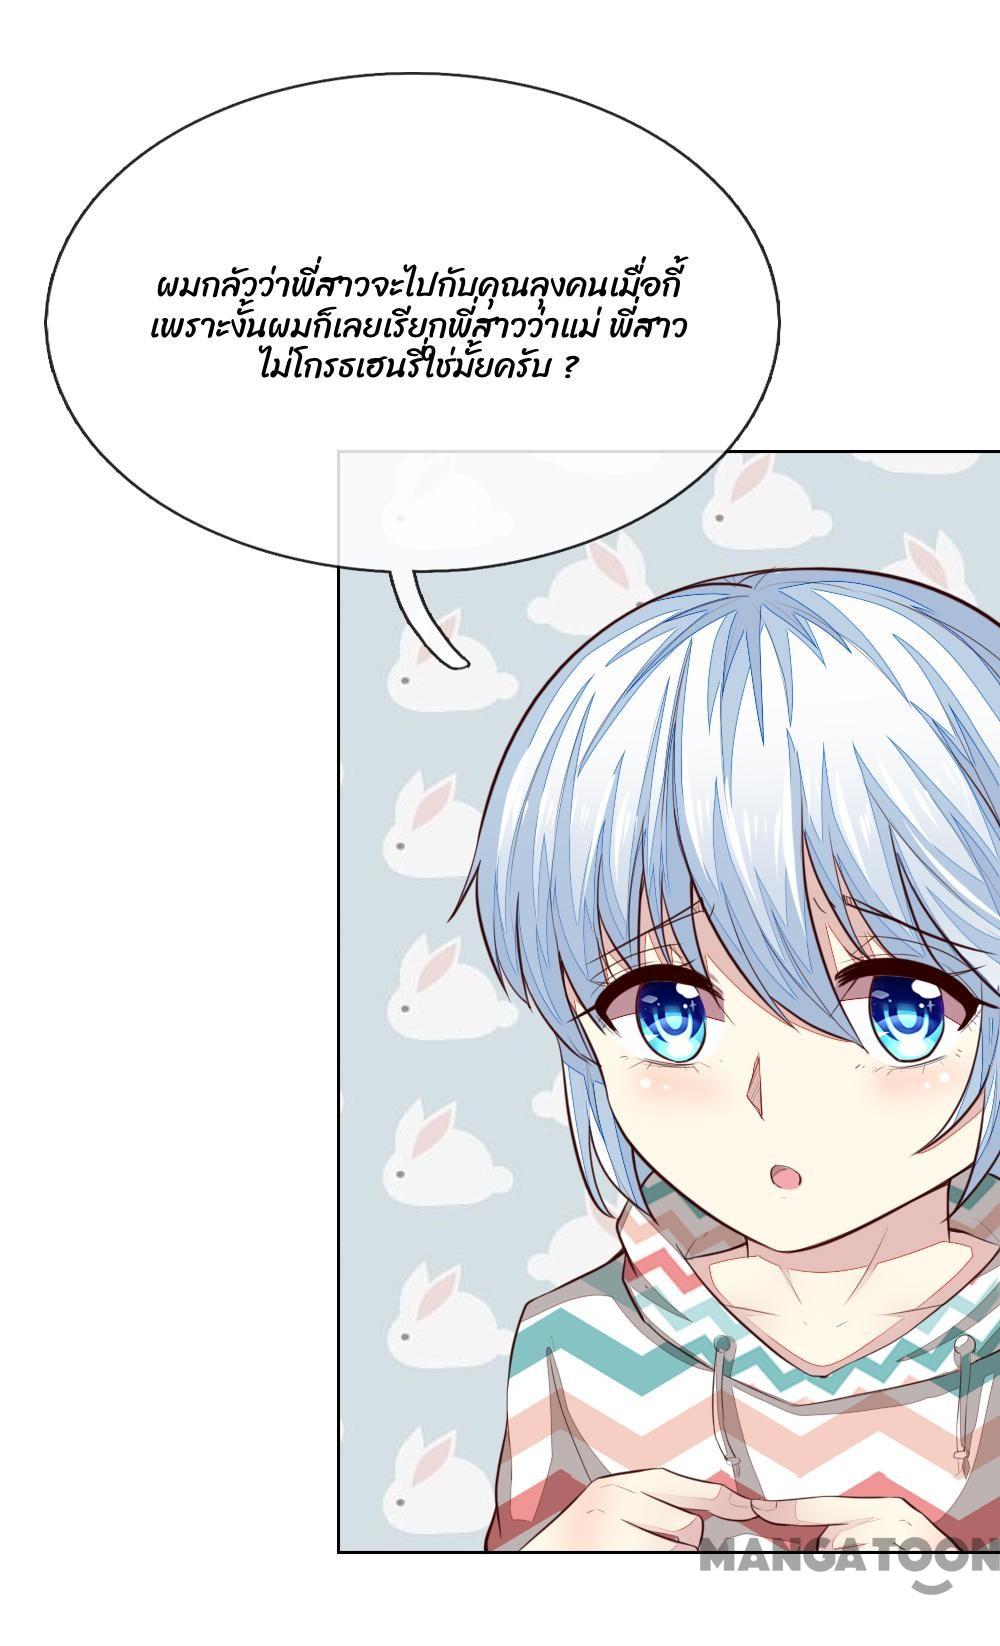 ผมกลัวว่าพี่สาวจะไปกับคุณลุงคนเมื่อกี้
เพราะงั้นผมก็เลยเรียกพี่สาวว่าแม่ พี่สาว
ไม่โกรธเฮนรี่ใช่มั้ยครับ ?
MANGATOON